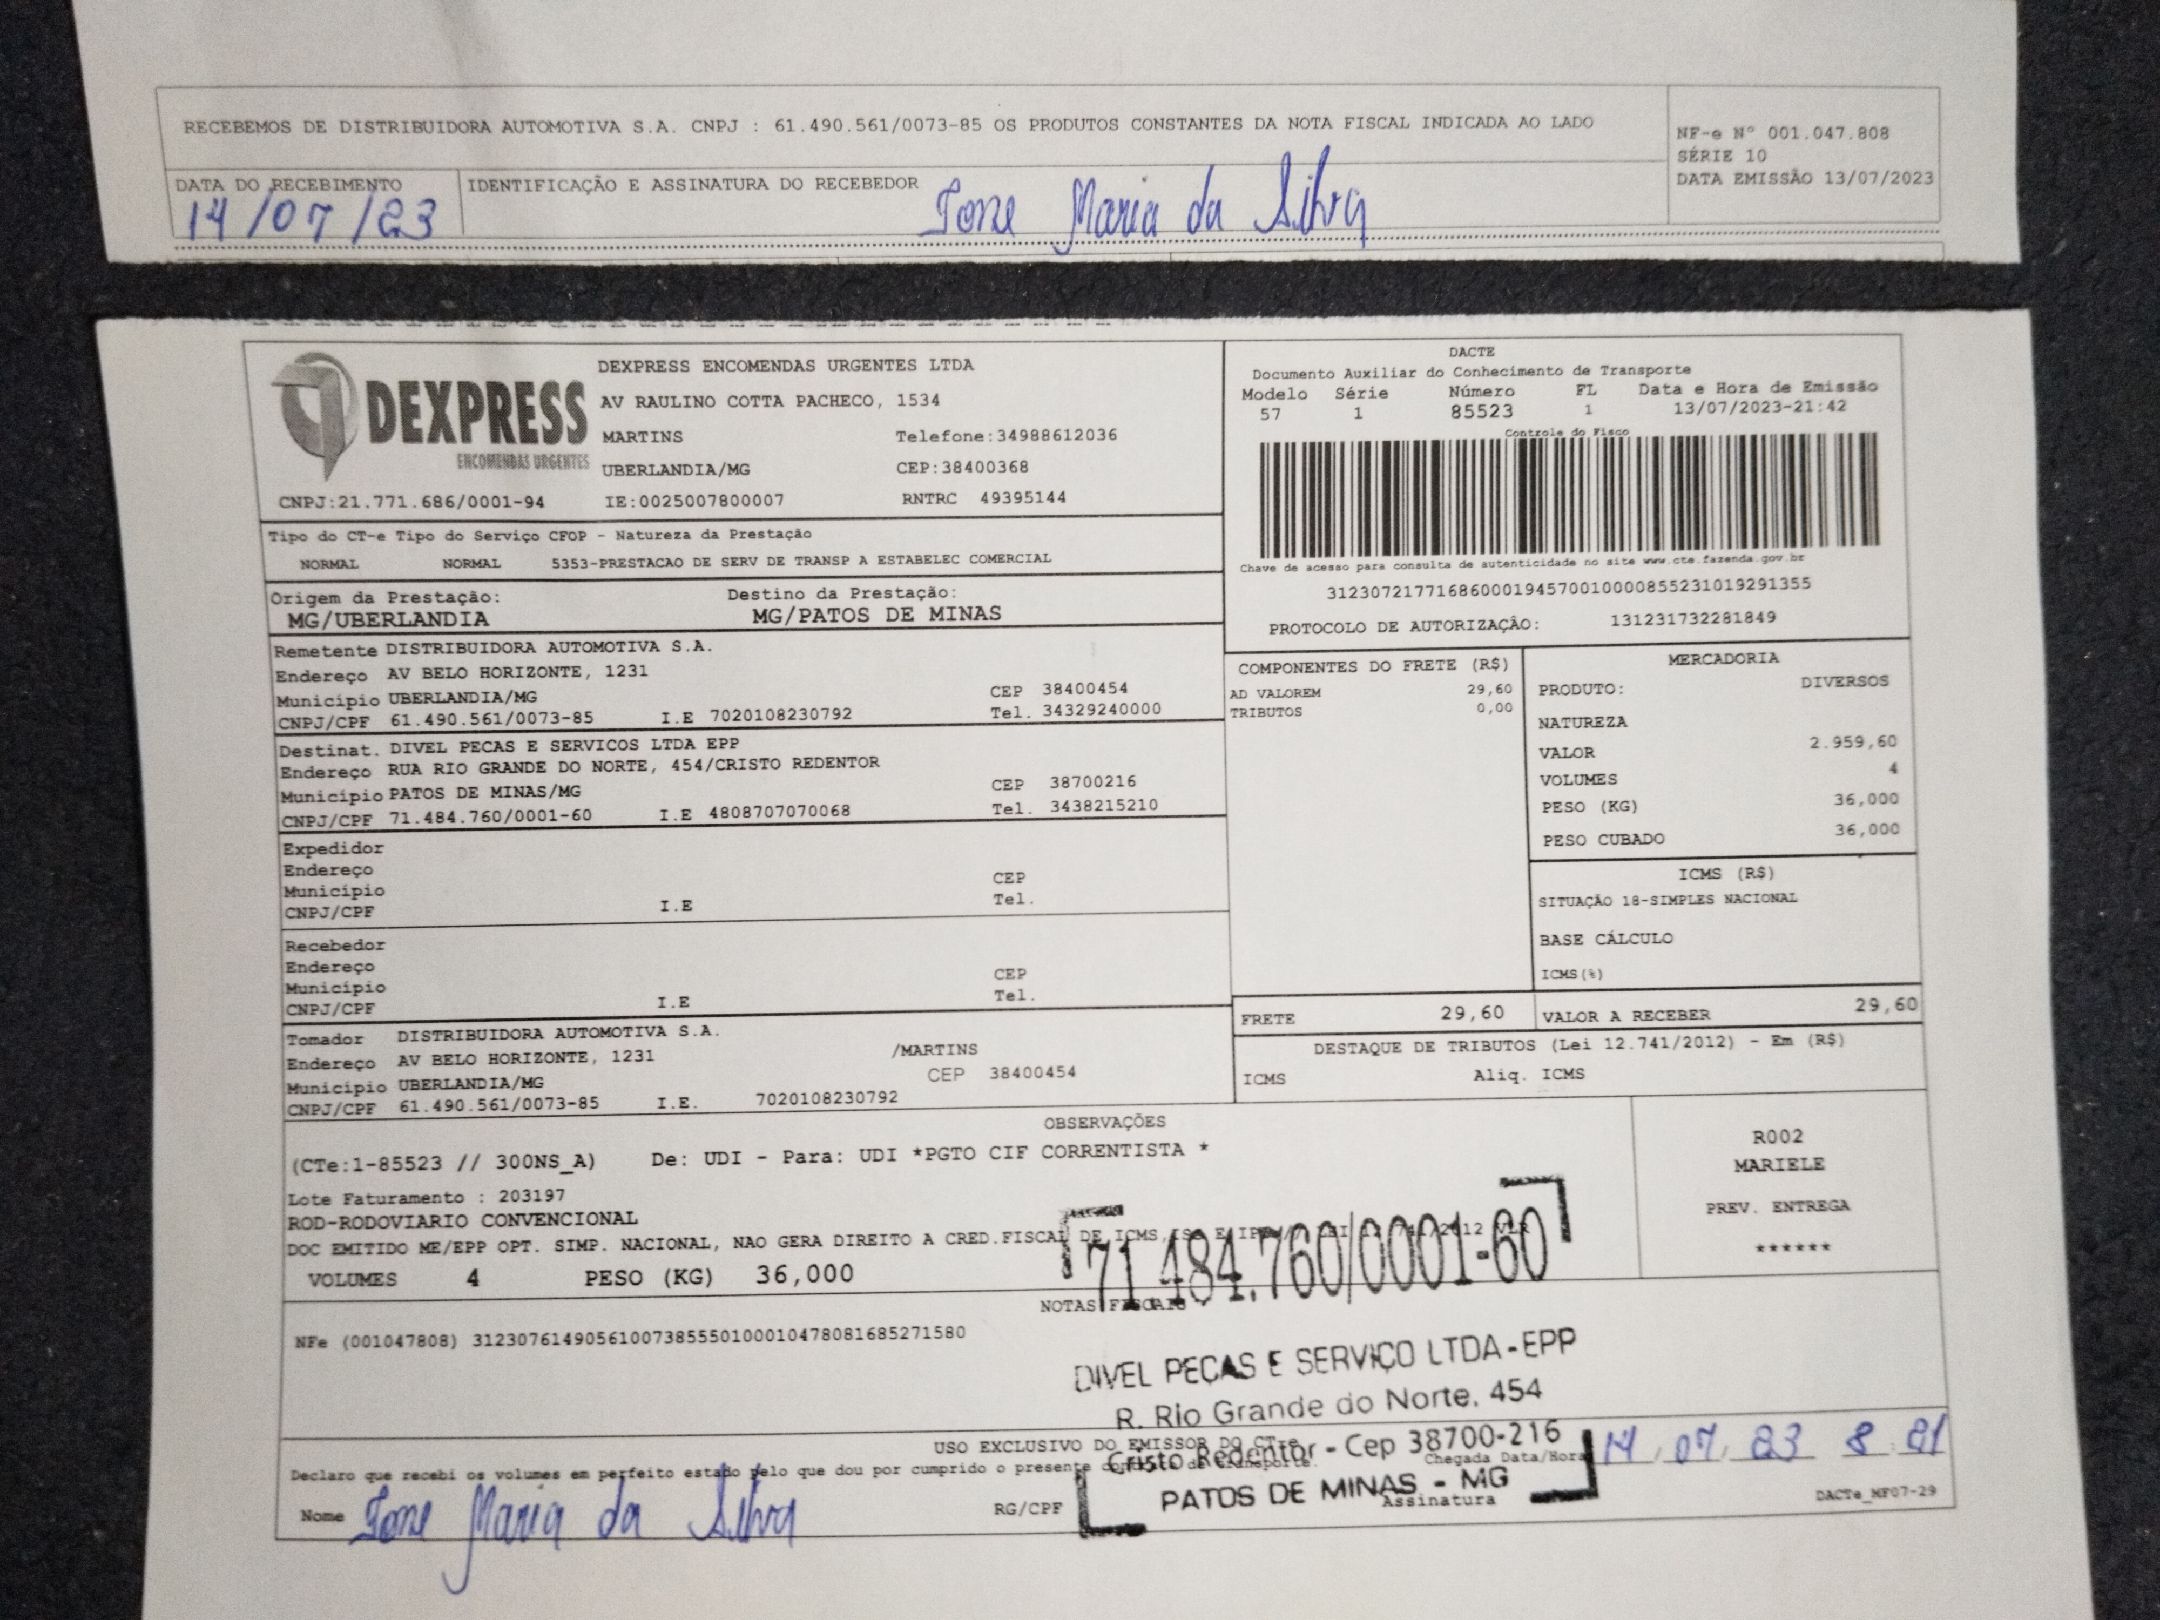 RECEBEMOS DE DISTRIBUIDORA AUTOMOTIVA S.A. CNPJ : 61.490.561/0073-85 OS PRODUTOS CONSTANTES DA NOTA FISCAL INDICADA AO LADO
NF-e Nº 001.047.808
SÉRIE 10
DATA EMISSÃO 13/07/2023
DATA DO RECEBIMENTO
14/07/23
IDENTIFICAÇÃO E ASSINATURA DO RECEBEDOR
Maria da Silva
DEXPRESS
ENCOMENDAS URGENTES
DEXPRESS ENCOMENDAS URGENTES LTDA
AV RAULINO COTTA PACHECO, 1534
MARTINS Telefone:34988612036
UBERLANDIA/MG CEP:38400368
CNPJ:21.771.686/0001-94 IE:0025007800007 RNTRC 49395144
DACTE
Documento Auxiliar do Conhecimento de Transporte
Modelo Série Número FL Data e Hora de Emissão
57 1 85523 1 13/07/2023-21:42
Controle do Fisco
Chave de acesso para consulta de autenticidade no site www.cte.fazenda.gov.br
31230721771686000194570010000855231019291355
PROTOCOLO DE AUTORIZAÇÃO: 131231732281849
Tipo do CT-e Tipo do Serviço CFOP - Natureza da Prestação
NORMAL NORMAL 5353-PRESTACAO DE SERV DE TRANSP A ESTABELEC COMERCIAL
Origem da Prestação: Destino da Prestação:
MG/UBERLANDIA MG/PATOS DE MINAS
Remetente DISTRIBUIDORA AUTOMOTIVA S.A.
Endereço AV BELO HORIZONTE, 1231
Município UBERLANDIA/MG CEP 38400454
CNPJ/CPF 61.490.561/0073-85 I.E 7020108230792 Tel. 34329240000
Destinat. DIVEL PECAS E SERVICOS LTDA EPP
Endereço RUA RIO GRANDE DO NORTE, 454/CRISTO REDENTOR
Município PATOS DE MINAS/MG CEP 38700216
CNPJ/CPF 71.484.760/0001-60 I.E 4808707070068 Tel. 3438215210
Expedidor
Endereço
Município CEP
CNPJ/CPF I.E Tel.
Recebedor
Endereço
Município CEP
CNPJ/CPF I.E Tel.
Tomador DISTRIBUIDORA AUTOMOTIVA S.A.
Endereço AV BELO HORIZONTE, 1231 /MARTINS
Município UBERLANDIA/MG CEP 38400454
CNPJ/CPF 61.490.561/0073-85 I.E. 7020108230792
COMPONENTES DO FRETE (R$)
AD VALOREM 29,60
TRIBUTOS 0,00
MERCADORIA
PRODUTO: DIVERSOS
NATUREZA
VALOR 2.959,60
VOLUMES 4
PESO (KG) 36,000
PESO CUBADO 36,000
ICMS (R$)
SITUAÇÃO 18-SIMPLES NACIONAL
BASE CÁLCULO
ICMS(%)
FRETE 29,60 VALOR A RECEBER 29,60
DESTAQUE DE TRIBUTOS (Lei 12.741/2012) - Em (R$)
ICMS Aliq. ICMS
OBSERVAÇÕES
(CTe:1-85523 // 300NS_A) De: UDI - Para: UDI *PGTO CIF CORRENTISTA *
Lote Faturamento : 203197
ROD-RODOVIARIO CONVENCIONAL
DOC EMITIDO ME/EPP OPT. SIMP. NACIONAL, NAO GERA DIREITO A CRED.FISCAL DE ICMS,
VOLUMES 4 PESO (KG) 36,000
R002
MARIELE
PREV. ENTREGA
******
71.484.760/0001-60
NOTAS FISCAIS
NFe (001047808) 31230761490561007385550100010478081685271580
DIVEL PEÇAS E SERVIÇO LTDA-EPP
R. Rio Grande do Norte, 454
Cristo Redentor - Cep 38700-216
PATOS DE MINAS - MG
USO EXCLUSIVO DO EMISSOR DO CT-e
Declaro que recebi os volumes em perfeito estado pelo que dou por cumprido o presente
Chegada Data/Hora 14 07 23 8 21
Nome Maria da Silva RG/CPF Assinatura
DACTe_MF07-29